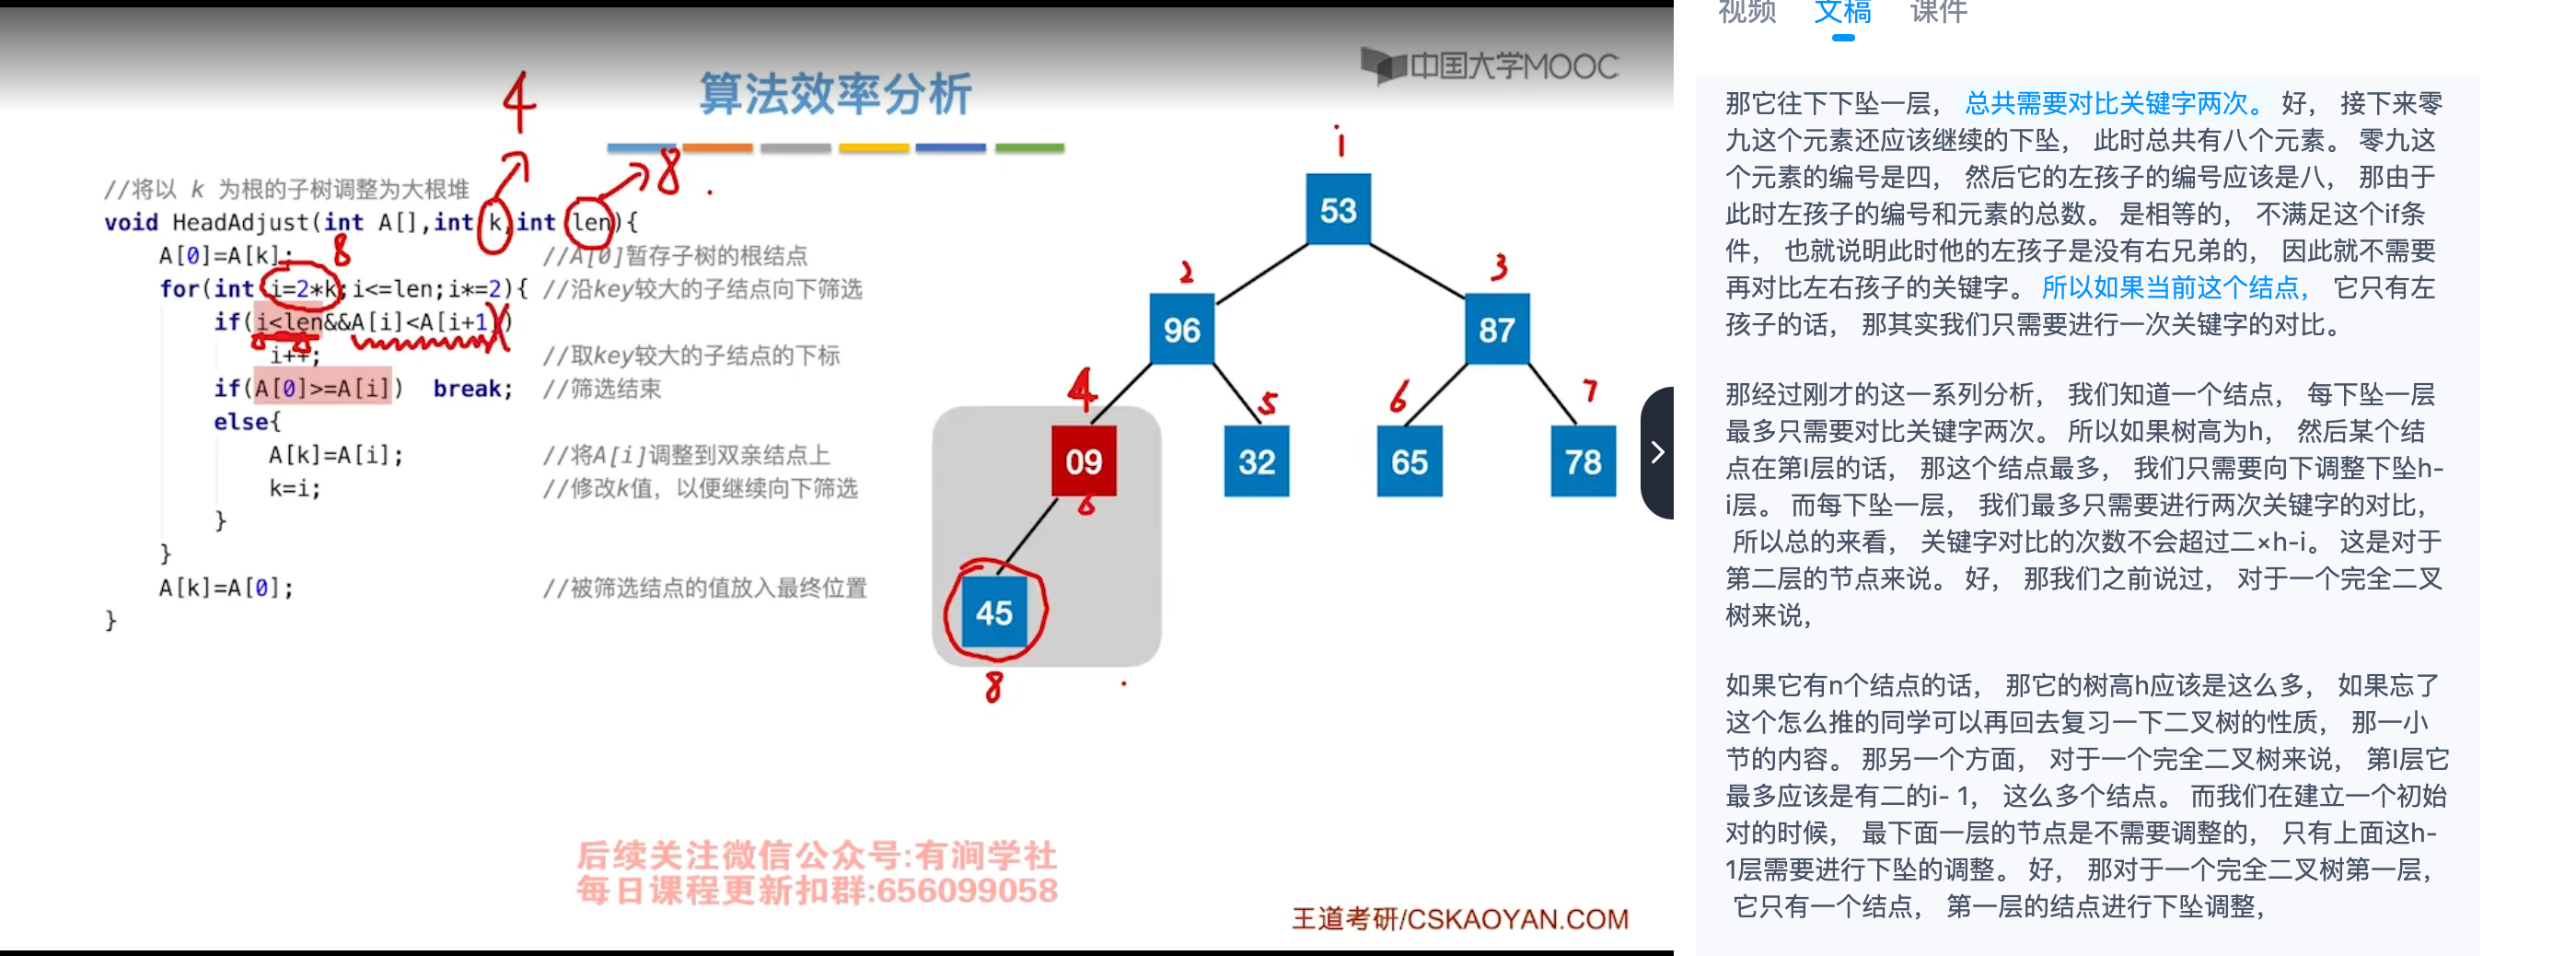 中国大学MOOC
算法效率分析
4
8
//将以 k 为根的子树调整为大根堆
void HeadAdjust(int A[],int k,int len){
8
A[0]=A[k]; //A[0]暂存子树的根结点
for(int i=2*k;i<=len;i*=2){ //沿key较大的子结点向下筛选
if(i<len&&A[i]<A[i+1])
i++; //取key较大的子结点的下标
if(A[0]>=A[i]) break; //筛选结束
else{
A[k]=A[i]; //将A[i]调整到双亲结点上
k=i; //修改k值，以便继续向下筛选
}
}
A[k]=A[0]; //被筛选结点的值放入最终位置
}
1
53
2
3
96
87
4
5
6
7
09
32
65
78
45
8
后续关注微信公众号:有涧学社
每日课程更新扣群:656099058
王道考研/CSKAOYAN.COM
视频 文稿 课件
那它往下下坠一层， 总共需要对比关键字两次。 好， 接下来零
九这个元素还应该继续的下坠， 此时总共有八个元素。 零九这
个元素的编号是四， 然后它的左孩子的编号应该是八， 那由于
此时左孩子的编号和元素的总数。 是相等的， 不满足这个if条
件， 也就说明此时他的左孩子是没有右兄弟的， 因此就不需要
再对比左右孩子的关键字。 所以如果当前这个结点， 它只有左
孩子的话， 那其实我们只需要进行一次关键字的对比。
那经过刚才的这一系列分析， 我们知道一个结点， 每下坠一层
最多只需要对比关键字两次。 所以如果树高为h， 然后某个结
点在第I层的话， 那这个结点最多， 我们只需要向下调整下坠h-
i层。 而每下坠一层， 我们最多只需要进行两次关键字的对比，
所以总的来看， 关键字对比的次数不会超过二×h-i。 这是对于
第二层的节点来说。 好， 那我们之前说过， 对于一个完全二叉
树来说，
如果它有n个结点的话， 那它的树高h应该是这么多， 如果忘了
这个怎么推的同学可以再回去复习一下二叉树的性质， 那一小
节的内容。 那另一个方面， 对于一个完全二叉树来说， 第I层它
最多应该是有二的i- 1， 这么多个结点。 而我们在建立一个初始
对的时候， 最下面一层的节点是不需要调整的， 只有上面这h-
1层需要进行下坠的调整。 好， 那对于一个完全二叉树第一层，
它只有一个结点， 第一层的结点进行下坠调整，